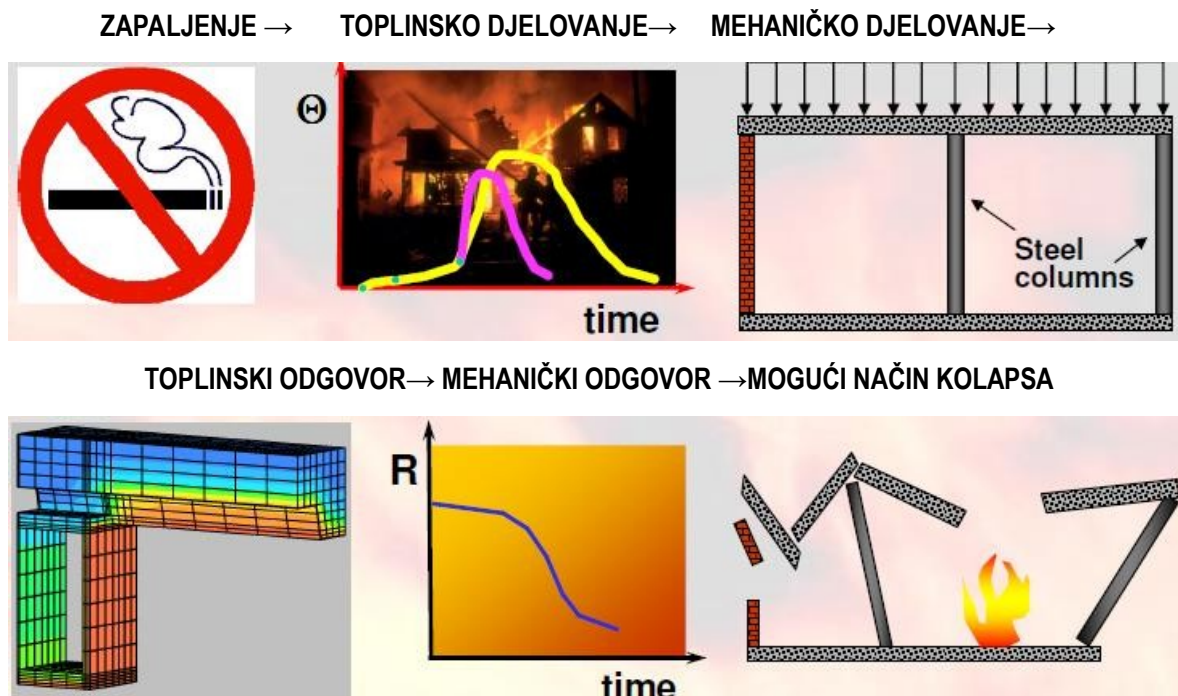 ZAPALJENJE → TOPLINSKO DJELOVANJE→ MEHANIČKO DJELOVANJE→
Θ
time
Steel
columns
TOPLINSKI ODGOVOR→ MEHANIČKI ODGOVOR →MOGUĆI NAČIN KOLAPSA
R
time